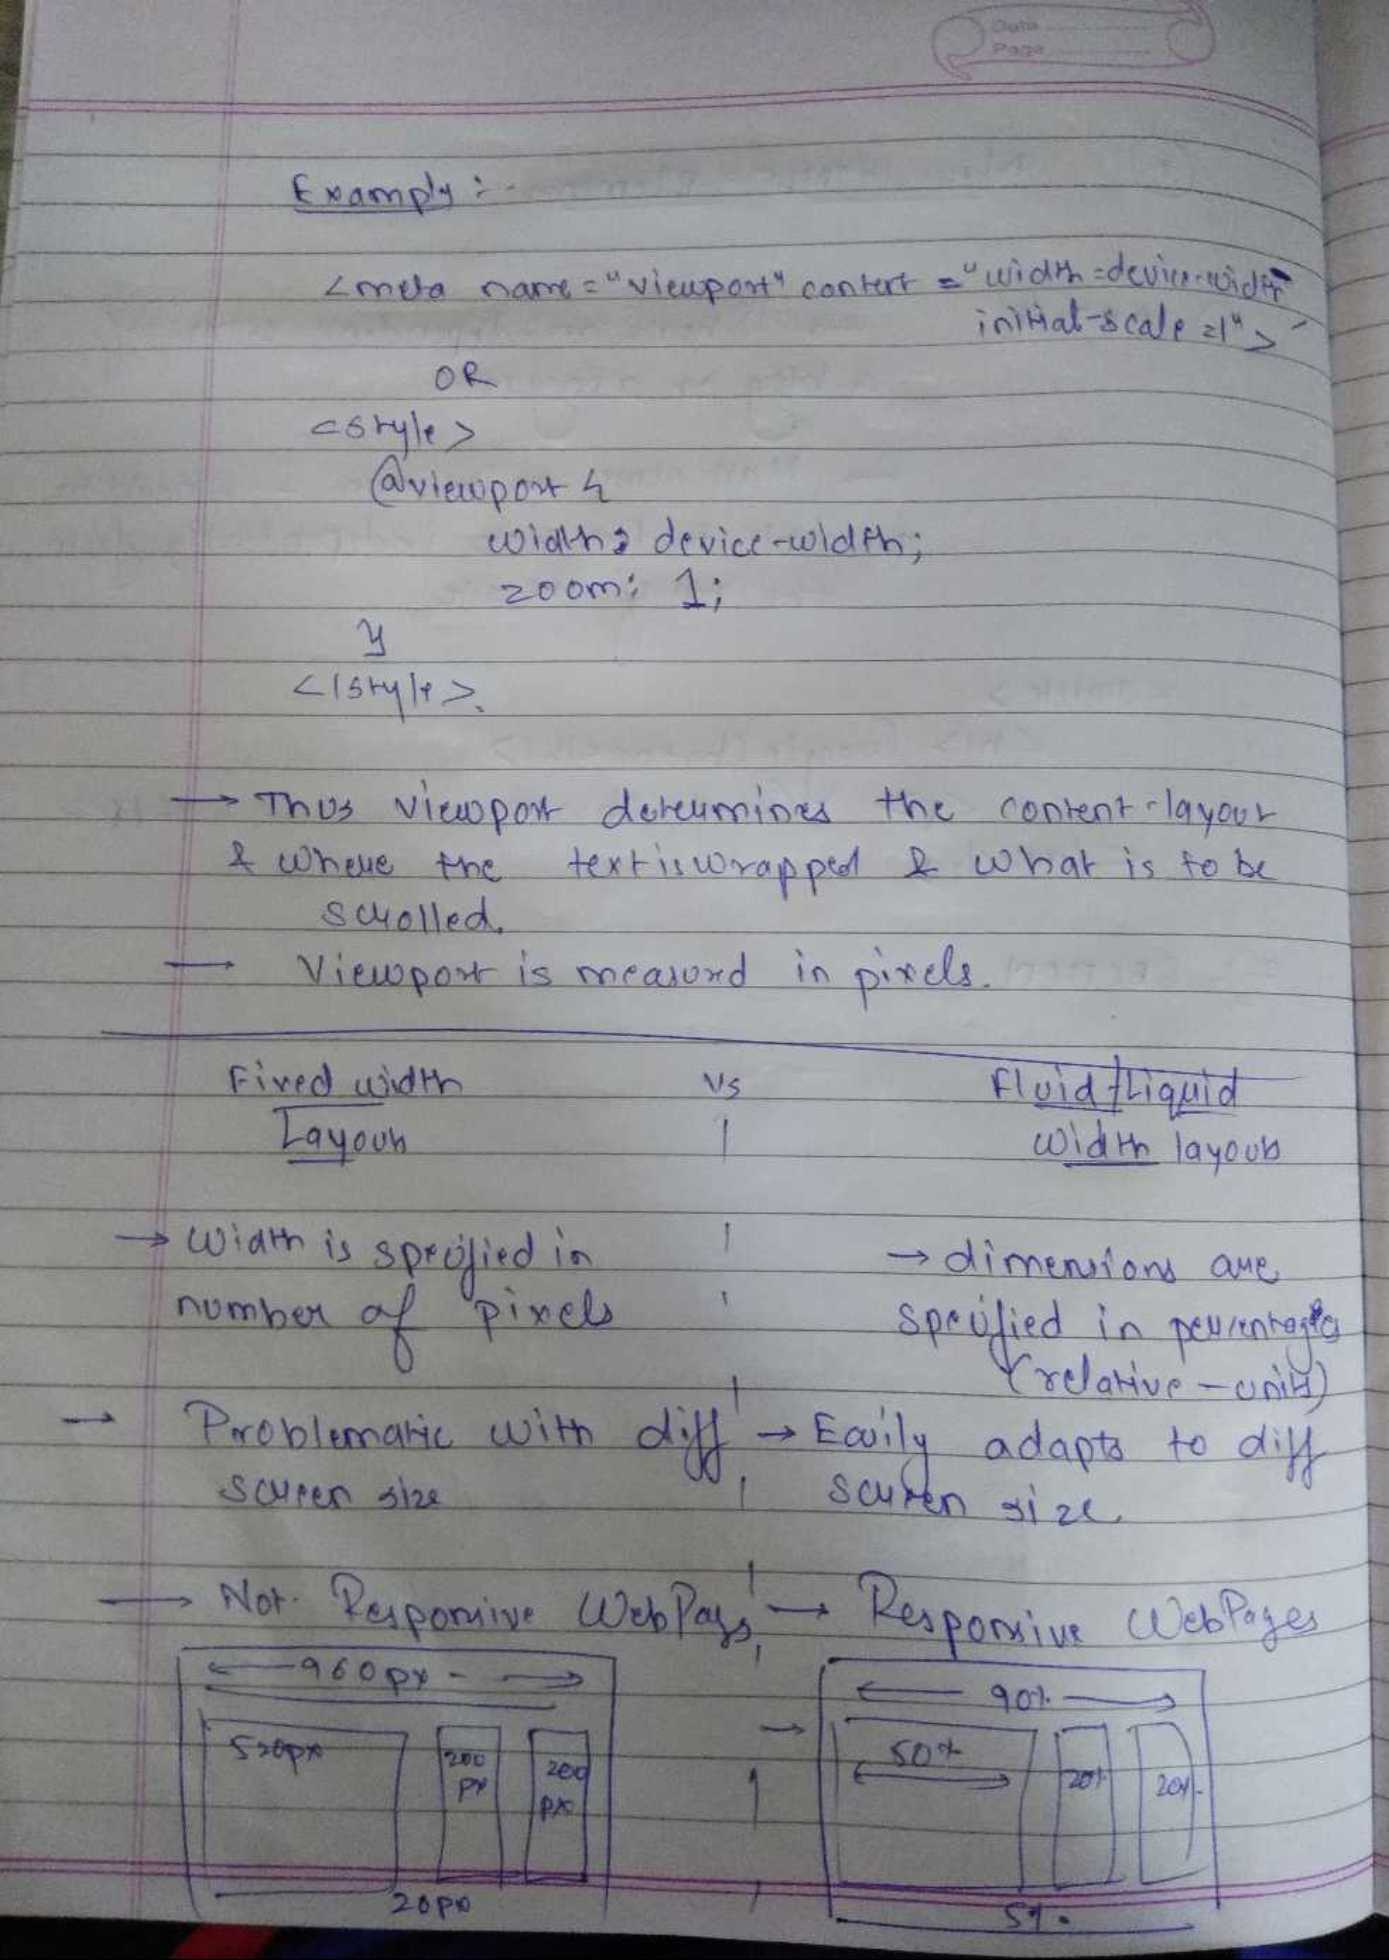 Date
Page
Example :-
<meta name="viewport" content ="width=device-width
initial-scale=1">
OR
<style>
@viewport {
width: device-width;
zoom: 1;
}
</style>.
→ Thus viewport determines the content-layout
& where the text is wrapped & what is to be
scrolled.
→ Viewport is measured in pixels.
Fixed width Vs Fluid/Liquid
Layout width layout
→ Width is specified in → dimensions are
number of pixels specified in percentages
(relative-units)
→ Problematic with diff → Easily adapts to diff
screen size screen size.
→ Not Responsive WebPages → Responsive WebPages
960px 90%
520px 200 px 200 px → 50% 20% 20%
20px 5%